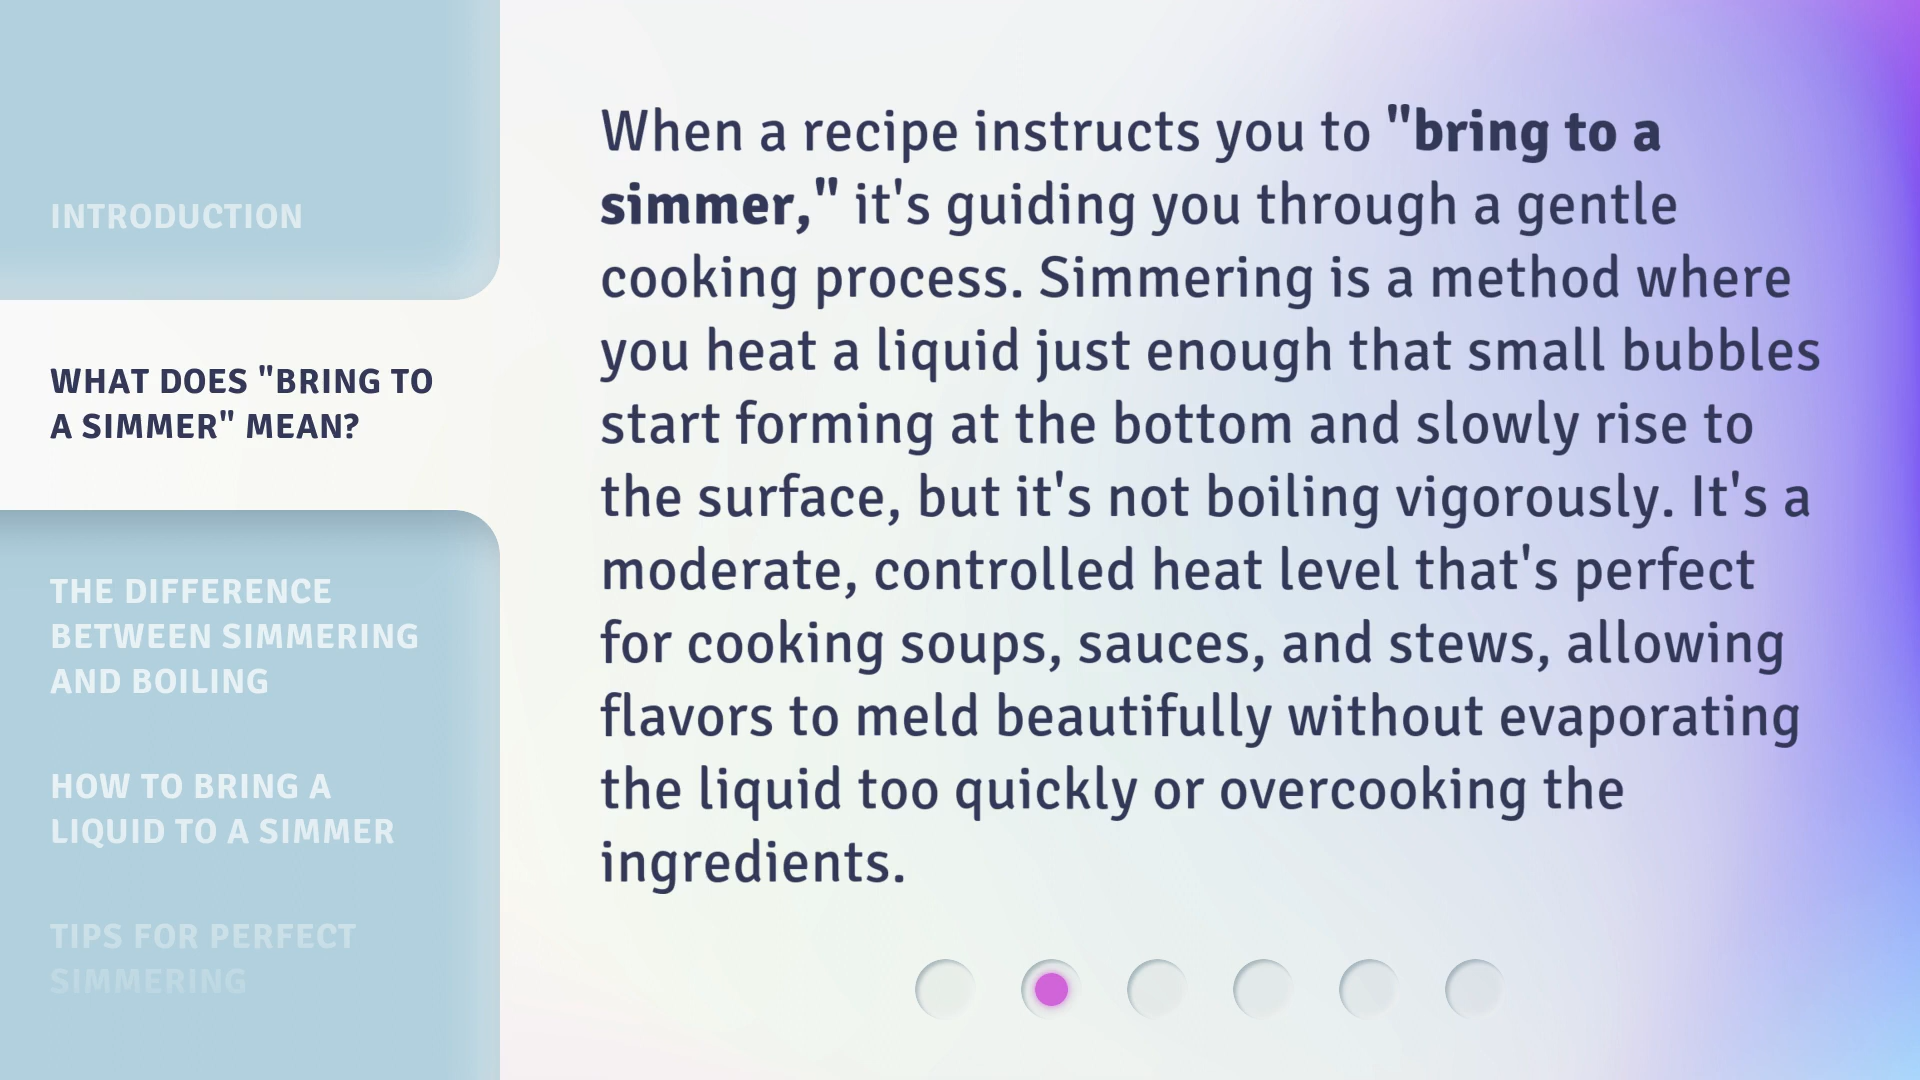 INTRODUCTION
WHAT DOES "BRING TO
A SIMMER" MEAN?
THE DIFFERENCE
BETWEEN SIMMERING
AND BOILING
HOW TO BRING A
LIQUID TO A SIMMER
TIPS FOR PERFECT
SIMMERING
When a recipe instructs you to "bring to a
simmer," it's guiding you through a gentle
cooking process. Simmering is a method where
you heat a liquid just enough that small bubbles
start forming at the bottom and slowly rise to
the surface, but it's not boiling vigorously. It's a
moderate, controlled heat level that's perfect
for cooking soups, sauces, and stews, allowing
flavors to meld beautifully without evaporating
the liquid too quickly or overcooking the
ingredients.